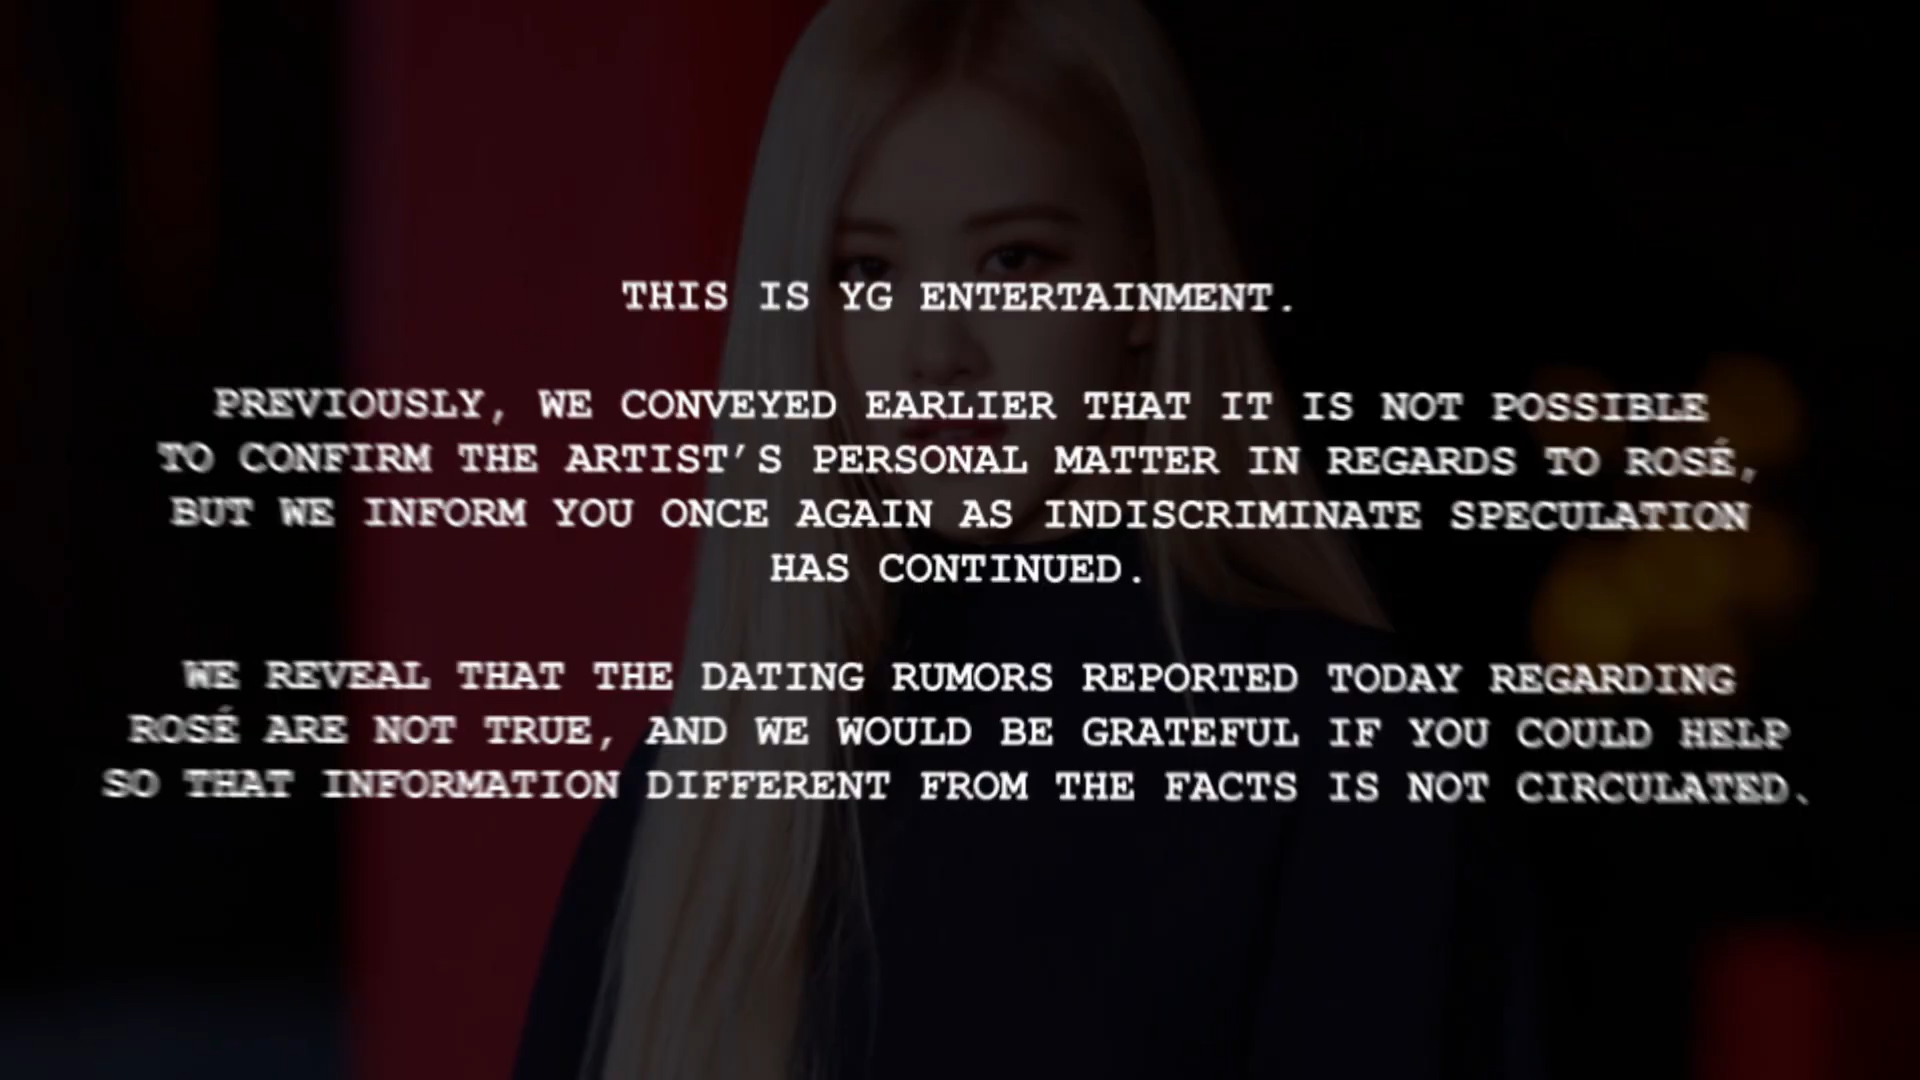 THIS IS YG ENTERTAINMENT.
PREVIOUSLY, WE CONVEYED EARLIER THAT IT IS NOT POSSIBLE
TO CONFIRM THE ARTIST'S PERSONAL MATTER IN REGARDS TO ROSÉ,
BUT WE INFORM YOU ONCE AGAIN AS INDISCRIMINATE SPECULATION
HAS CONTINUED.
WE REVEAL THAT THE DATING RUMORS REPORTED TODAY REGARDING
ROSÉ ARE NOT TRUE, AND WE WOULD BE GRATEFUL IF YOU COULD HELP
SO THAT INFORMATION DIFFERENT FROM THE FACTS IS NOT CIRCULATED.